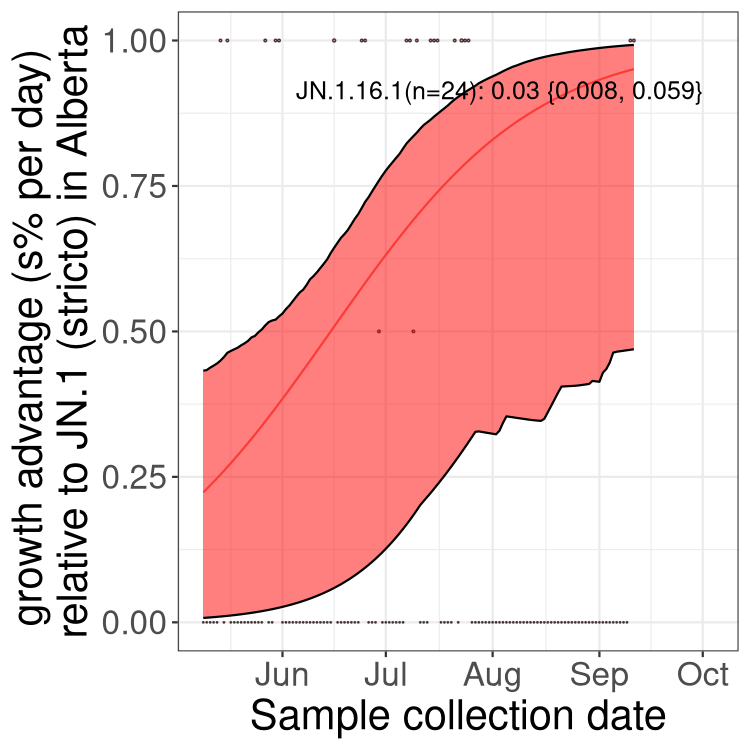 growth advantage (s% per day)
relative to JN.1 (stricto) in Alberta
1.00
0.75
0.50
0.25
0.00
JN.1.16.1(n=24): 0.03 {0.008, 0.059}
Jun Jul Aug Sep Oct
Sample collection date